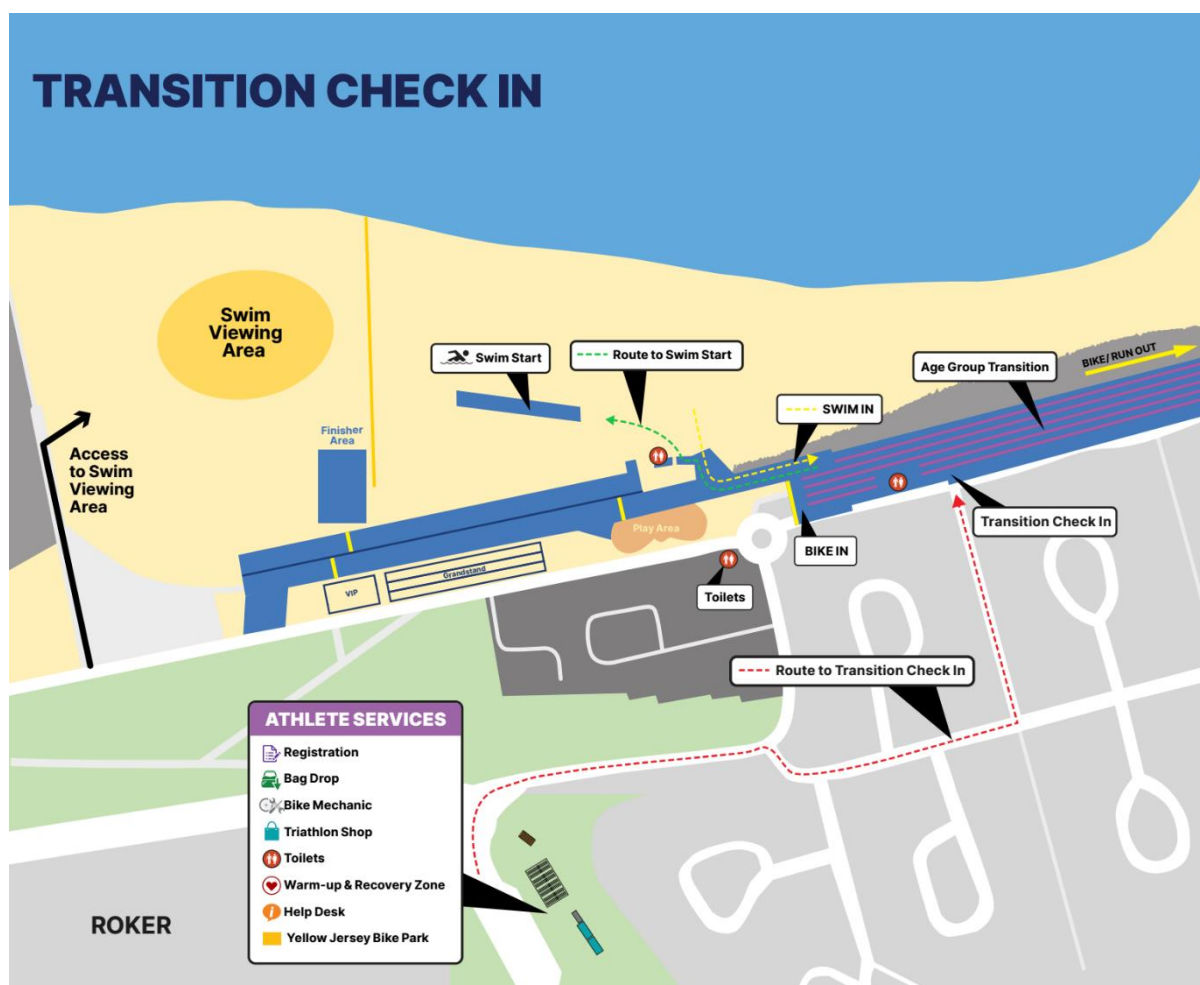 TRANSITION CHECK IN
Swim
Viewing
Area
Swim Start
Route to Swim Start
BIKE/ RUN OUT
Age Group Transition
SWIM IN
Finisher
Area
Access
to Swim
Viewing
Area
Play Area
Transition Check In
BIKE IN
Grandstand
VIP
Toilets
Route to Transition Check In
ATHLETE SERVICES
Registration
Bag Drop
Bike Mechanic
Triathlon Shop
Toilets
Warm-up & Recovery Zone
Help Desk
Yellow Jersey Bike Park
ROKER